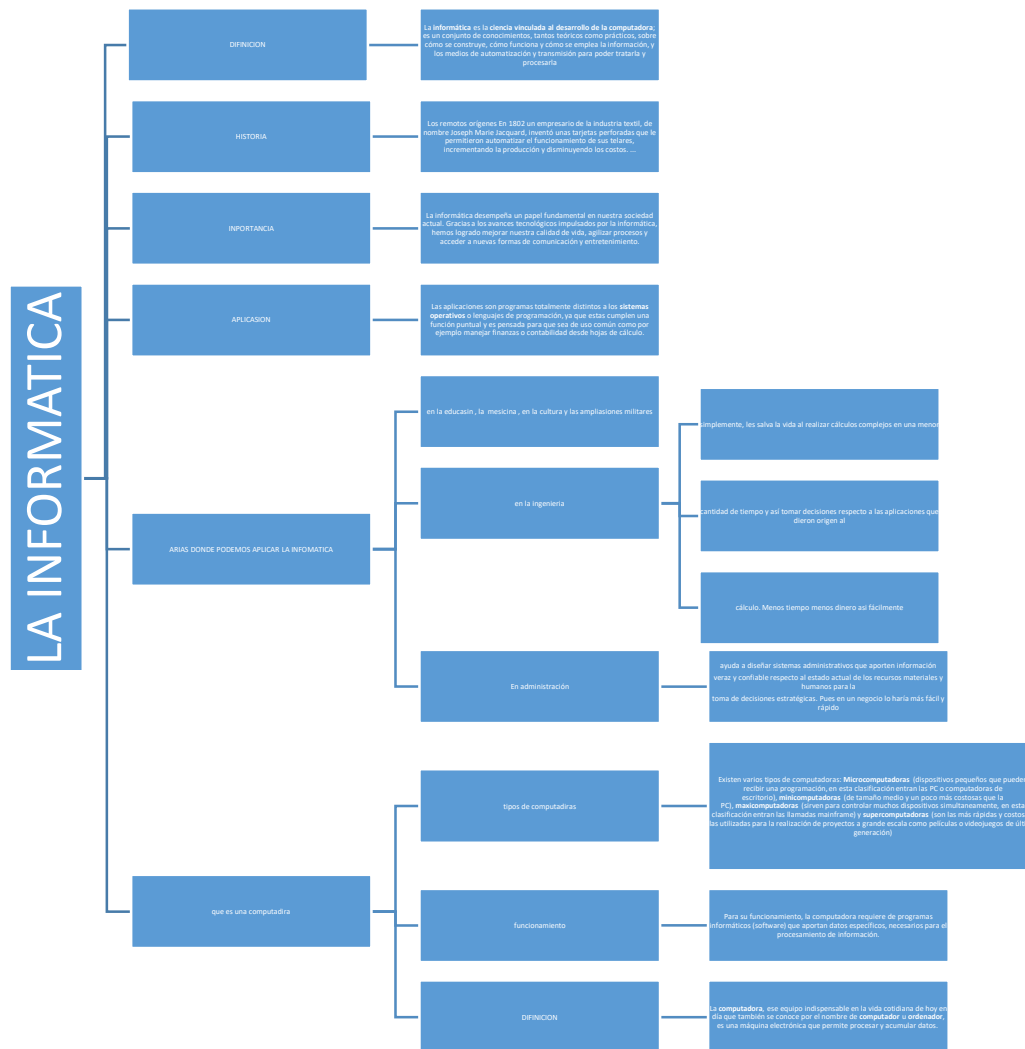 LA INFORMATICA
DIFINICION
La informática es la ciencia vinculada al desarrollo de la computadora;
es un conjunto de conocimientos, tantos teóricos como prácticos, sobre
cómo se construye, cómo funciona y cómo se emplea la información, y
los medios de automatización y transmisión para poder tratarla y
procesarla
HISTORIA
Los remotos orígenes En 1802 un empresario de la industria textil, de
nombre Joseph Marie Jacquard, inventó unas tarjetas perforadas que le
permitieron automatizar el funcionamiento de sus telares,
incrementando la producción y disminuyendo los costos. ...
INPORTANCIA
La informática desempeña un papel fundamental en nuestra sociedad
actual. Gracias a los avances tecnológicos impulsados por la informática,
hemos logrado mejorar nuestra calidad de vida, agilizar procesos y
acceder a nuevas formas de comunicación y entretenimiento.
APLICASION
Las aplicaciones son programas totalmente distintos a los sistemas
operativos o lenguajes de programación, ya que estas cumplen una
función puntual y es pensada para que sea de uso común como por
ejemplo manejar finanzas o contabilidad desde hojas de cálculo.
ARIAS DONDE PODEMOS APLICAR LA INFOMATICA
en la educasin , la mesicina , en la cultura y las ampliasiones militares
en la ingenieria
simplemente, les salva la vida al realizar cálculos complejos en una menor
cantidad de tiempo y así tomar decisiones respecto a las aplicaciones que
dieron origen al
cálculo. Menos tiempo menos dinero asi fácilmente
En administración
ayuda a diseñar sistemas administrativos que aporten información
veraz y confiable respecto al estado actual de los recursos materiales y
humanos para la
toma de decisiones estratégicas. Pues en un negocio lo haría más fácil y
rápido
que es una computadira
tipos de computadiras
Existen varios tipos de computadoras: Microcomputadoras (dispositivos pequeños que pueden
recibir una programación, en esta clasificación entran las PC o computadoras de
escritorio), minicomputadoras (de tamaño medio y un poco más costosas que la
PC), maxicomputadoras (sirven para controlar muchos dispositivos simultaneamente, en esta
clasificación entran las llamadas mainframe) y supercomputadoras (son las más rápidas y
las utilizadas para la realización de proyectos a grande escala como películas o videojuegos de
generación)
funcionamiento
Para su funcionamiento, la computadora requiere de programas
informáticos (software) que aportan datos específicos, necesarios para el
procesamiento de información.
DIFINICION
La computadora, ese equipo indispensable en la vida cotidiana de hoy en
día que también se conoce por el nombre de computador u ordenador,
es una máquina electrónica que permite procesar y acumular datos.